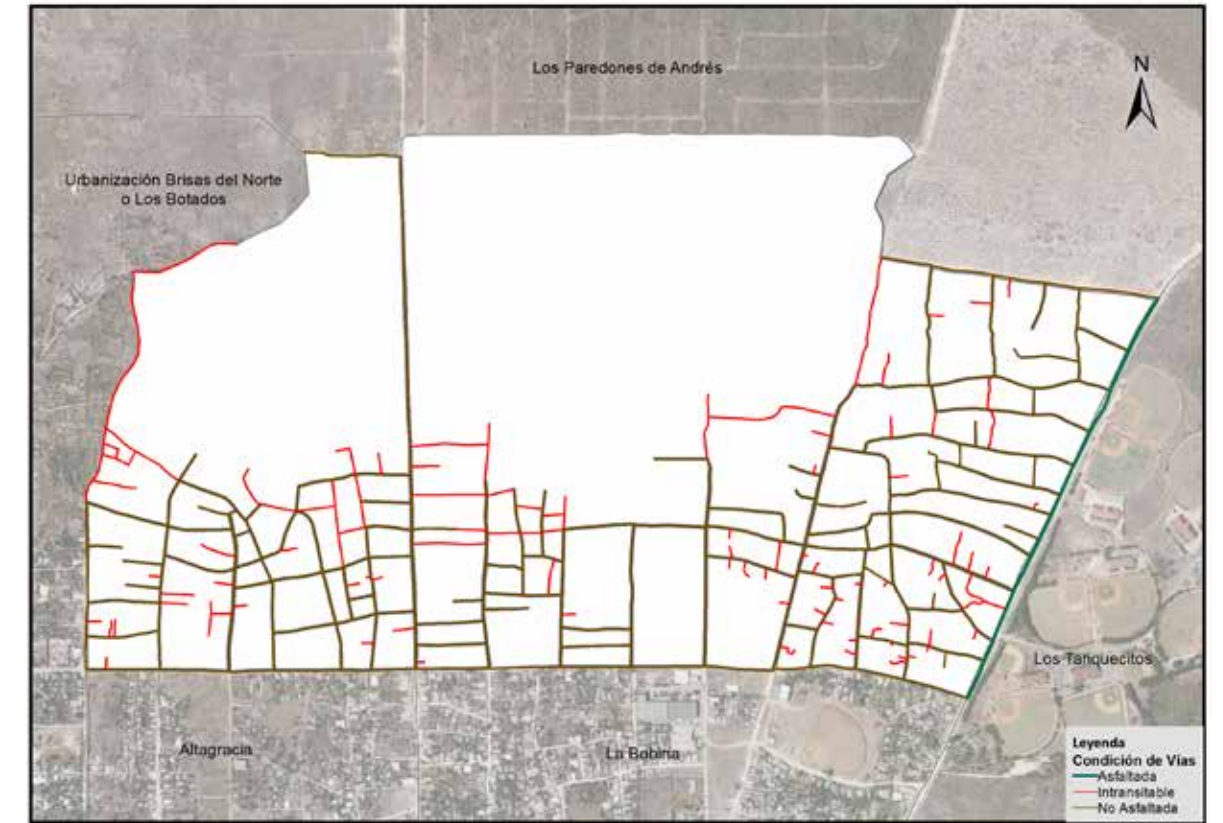 Los Paredones de Andrés
N
Urbanización Brisas del Norte
o Los Botados
Los Tanquecitos
Altagracia
La Bobina
Leyenda
Condición de Vías
Asfaltada
Intransitable
No Asfaltada